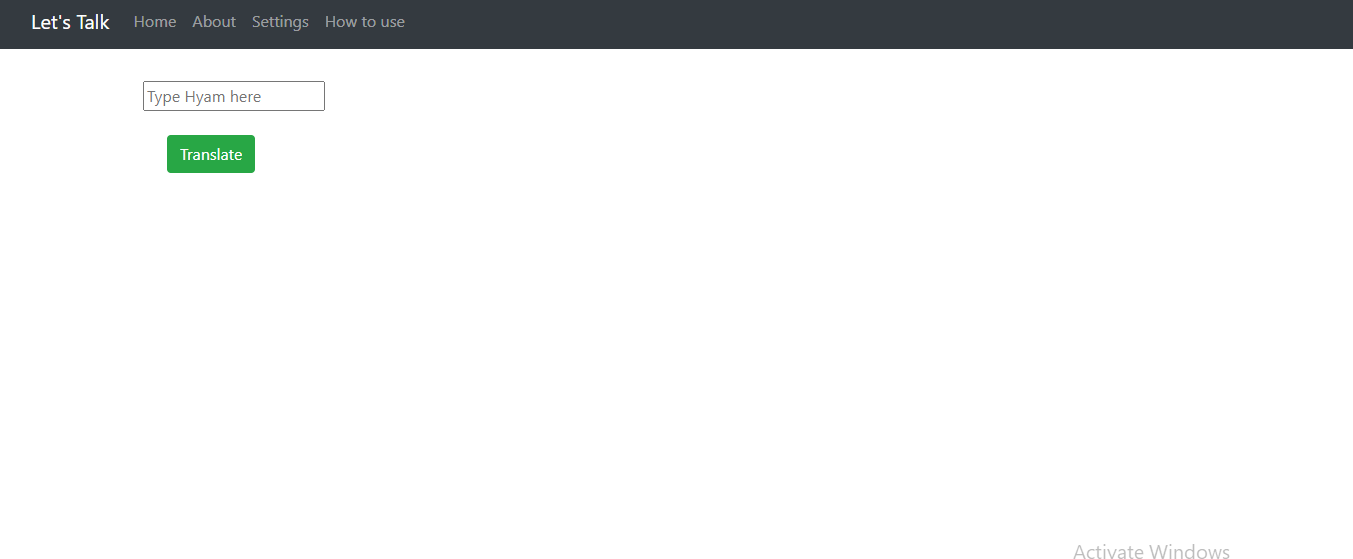 Let's Talk Home About Settings How to use
Type Hyam here
Translate
Activate Windows